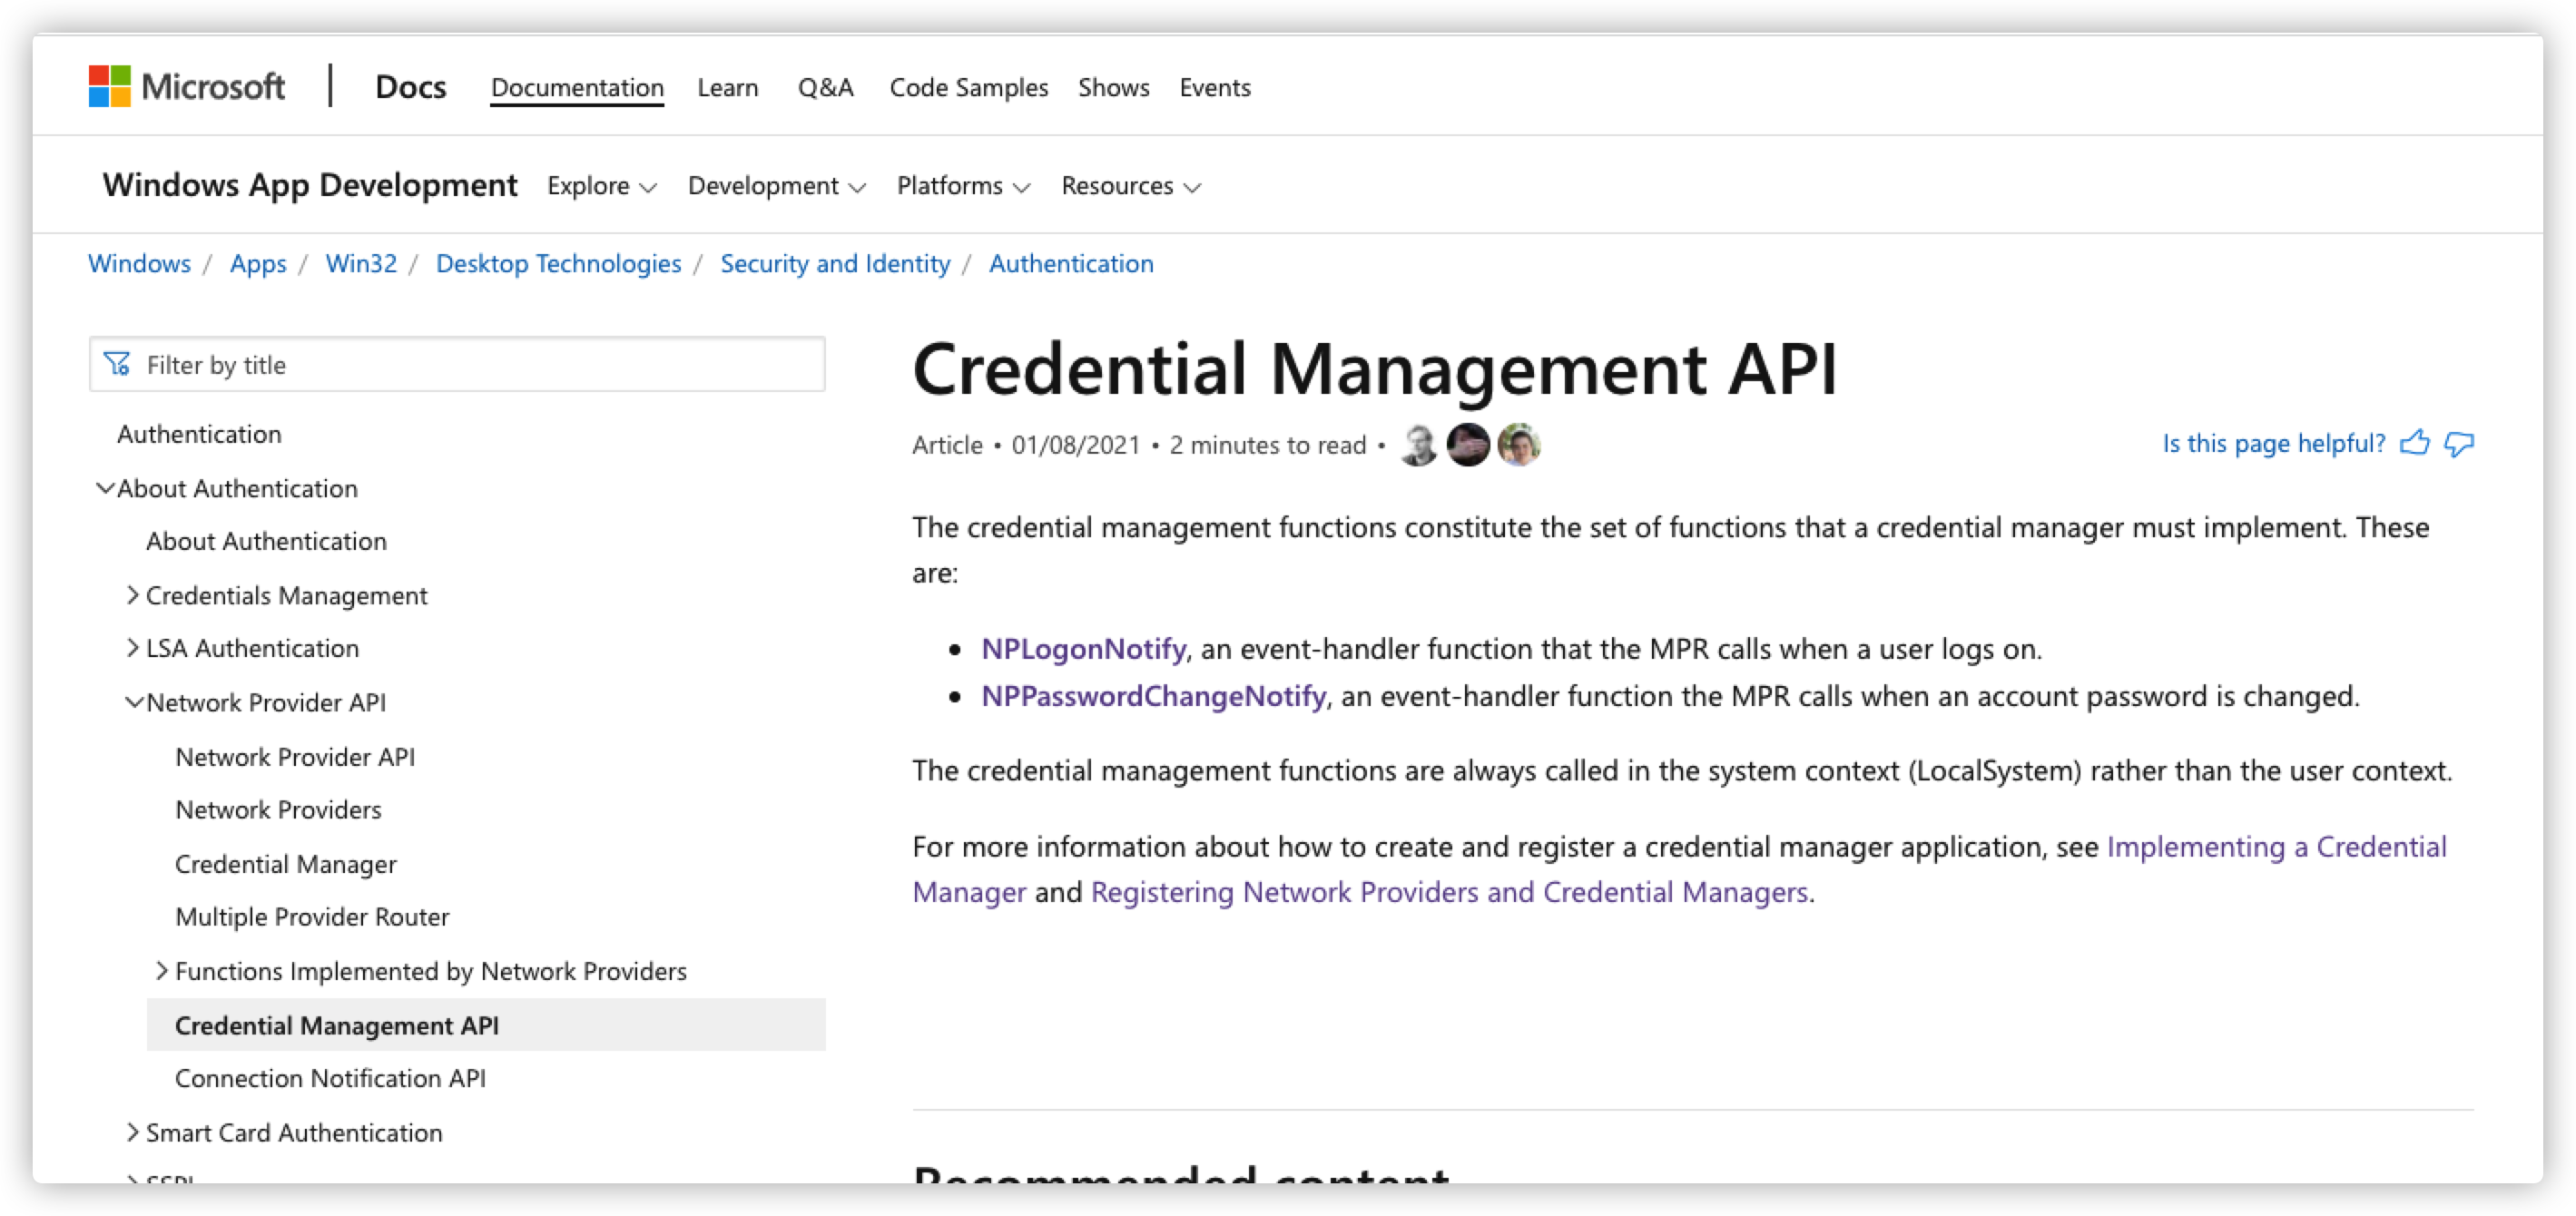 Microsoft | Docs Documentation Learn Q&A Code Samples Shows Events
Windows App Development Explore Development Platforms Resources
Windows / Apps / Win32 / Desktop Technologies / Security and Identity / Authentication
Filter by title
Authentication
About Authentication
About Authentication
Credentials Management
LSA Authentication
Network Provider API
Network Provider API
Network Providers
Credential Manager
Multiple Provider Router
Functions Implemented by Network Providers
Credential Management API
Connection Notification API
Smart Card Authentication
SSPI
Credential Management API
Article • 01/08/2021 • 2 minutes to read •
Is this page helpful?
The credential management functions constitute the set of functions that a credential manager must implement. These
are:
• NPLogonNotify, an event-handler function that the MPR calls when a user logs on.
• NPPasswordChangeNotify, an event-handler function the MPR calls when an account password is changed.
The credential management functions are always called in the system context (LocalSystem) rather than the user context.
For more information about how to create and register a credential manager application, see Implementing a Credential
Manager and Registering Network Providers and Credential Managers.
Recommended content